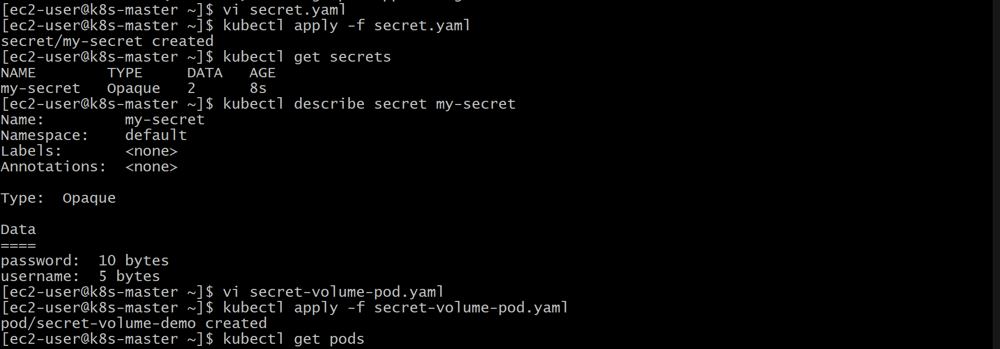 [ec2-user@k8s-master ~]$ vi secret.yaml
[ec2-user@k8s-master ~]$ kubectl apply -f secret.yaml
secret/my-secret created
[ec2-user@k8s-master ~]$ kubectl get secrets
NAME        TYPE     DATA   AGE
my-secret   Opaque   2      8s
[ec2-user@k8s-master ~]$ kubectl describe secret my-secret
Name:         my-secret
Namespace:    default
Labels:       <none>
Annotations:  <none>
Type:  Opaque
Data
====
password:  10 bytes
username:  5 bytes
[ec2-user@k8s-master ~]$ vi secret-volume-pod.yaml
[ec2-user@k8s-master ~]$ kubectl apply -f secret-volume-pod.yaml
pod/secret-volume-demo created
[ec2-user@k8s-master ~]$ kubectl get pods